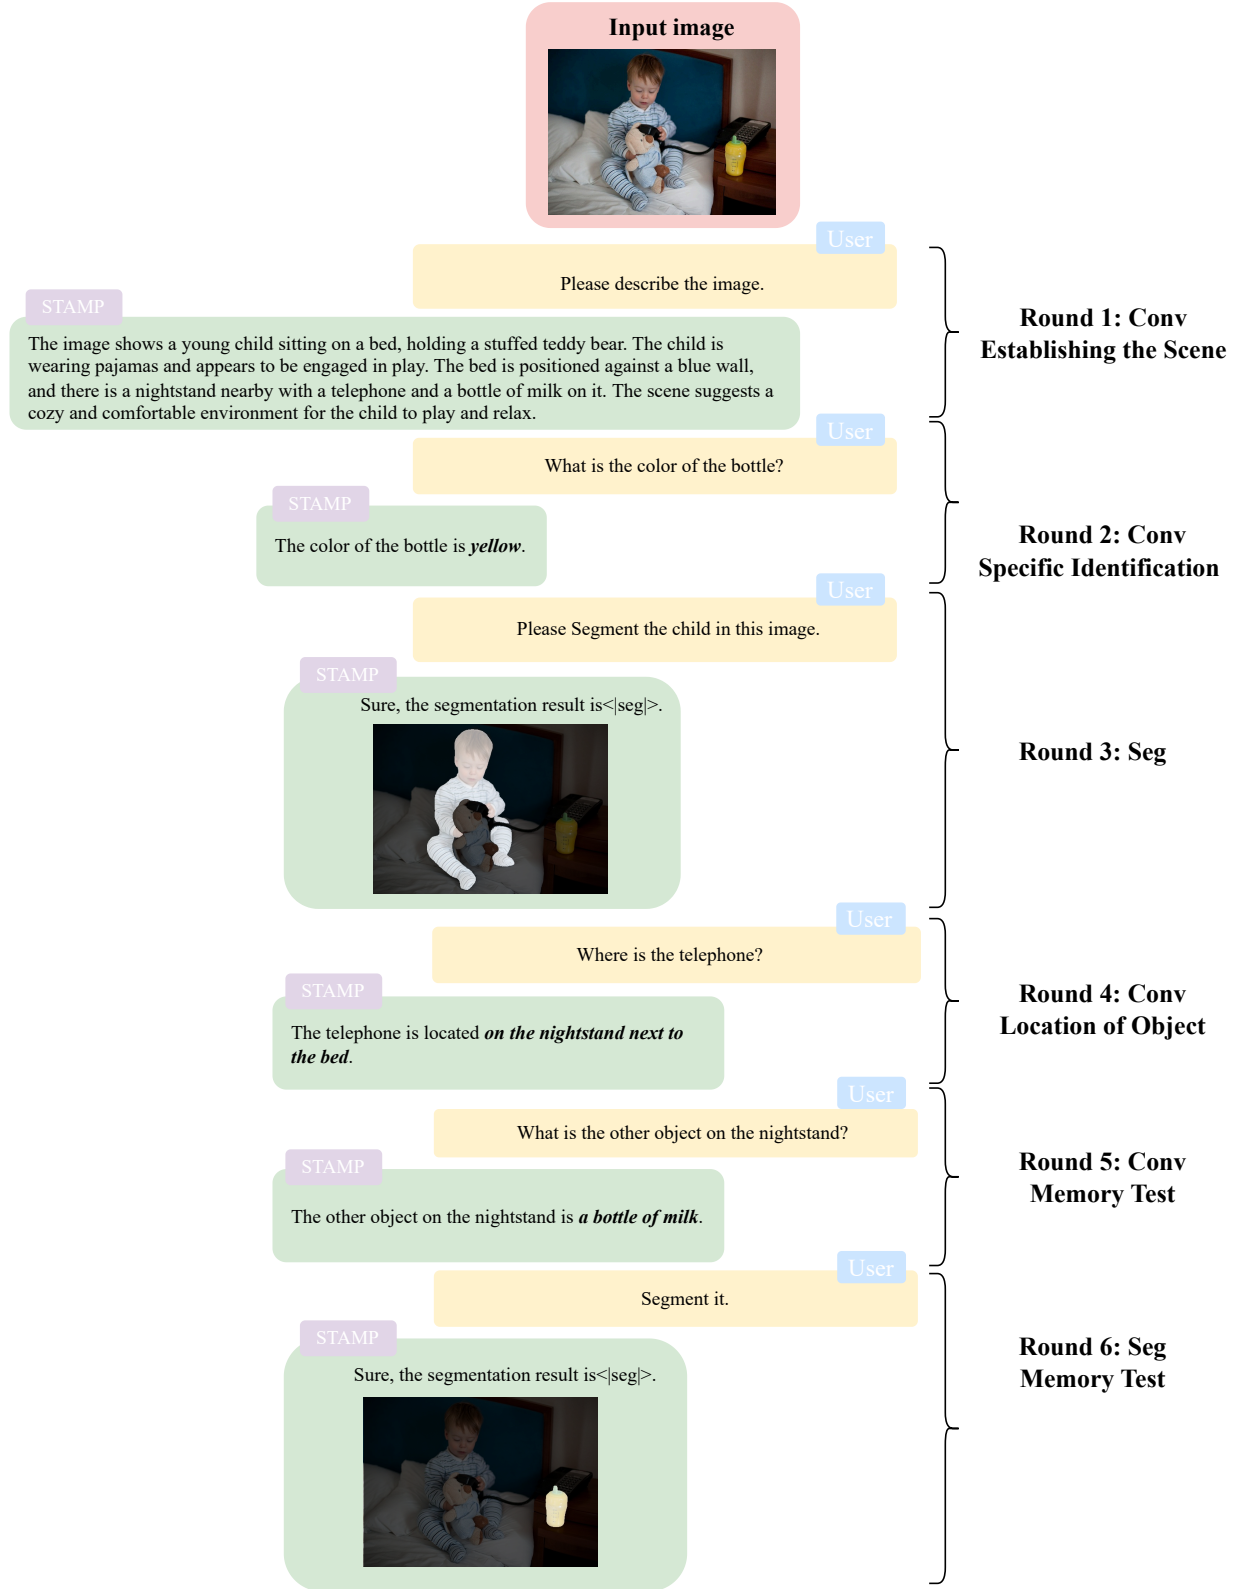 Input image
User
Please describe the image.
STAMP
The image shows a young child sitting on a bed, holding a stuffed teddy bear. The child is
wearing pajamas and appears to be engaged in play. The bed is positioned against a blue wall,
and there is a nightstand nearby with a telephone and a bottle of milk on it. The scene suggests a
cozy and comfortable environment for the child to play and relax.
Round 1: Conv
Establishing the Scene
User
What is the color of the bottle?
STAMP
The color of the bottle is yellow.
Round 2: Conv
Specific Identification
User
Please Segment the child in this image.
STAMP
Sure, the segmentation result is<|seg|>.
Round 3: Seg
User
Where is the telephone?
STAMP
The telephone is located on the nightstand next to
the bed.
Round 4: Conv
Location of Object
User
What is the other object on the nightstand?
STAMP
The other object on the nightstand is a bottle of milk.
Round 5: Conv
Memory Test
User
Segment it.
STAMP
Sure, the segmentation result is<|seg|>.
Round 6: Seg
Memory Test